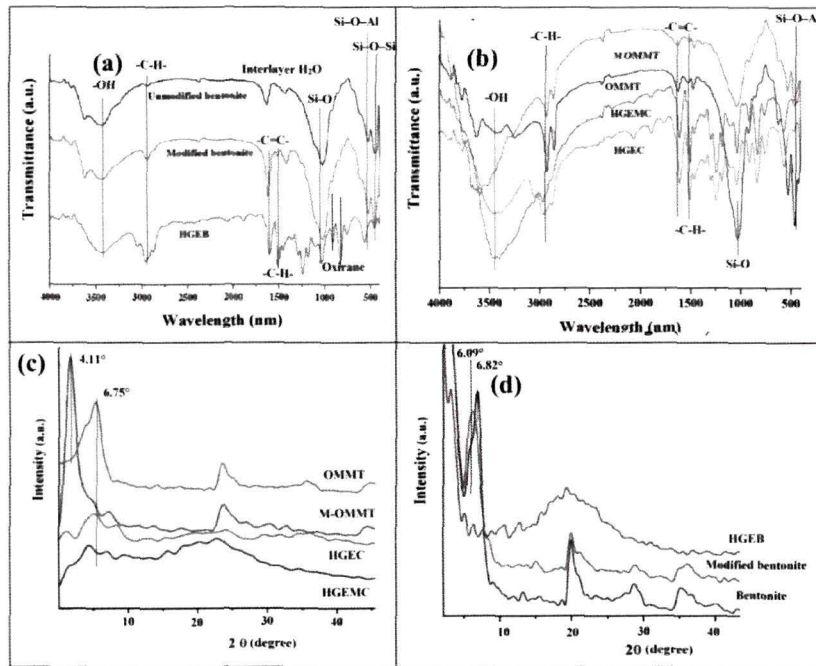 (a)
Si–O–Al
Si–O–Si
-C-H-
Interlayer H₂O
-OH
Unmodified bentonite
Si–O
-C=C-
Modified bentonite
HGEB
-C-H-
Oxirane
Transmittance (a.u.)
4000 3500 3000 2500 2000 1500 1000 500
Wavelength (nm)
(b)
Si–O–A
-C-H-
-C=C-
MOMMT
-OH
OMMT
HGEMC
HGEC
-C-H-
Si–O
Transmittance (a.u.)
4000 3500 3000 2500 2000 1500 1000 500
Wavelength (nm)
(c)
4.11°
6.75°
OMMT
M-OMMT
HGEC
HGEMC
Intensity (a.u.)
10 20 30 40
2 θ (degree)
(d)
6.09°
6.82°
HGEB
Modified bentonite
Bentonite
Intensity (a.u.)
10 20 30 40
2Θ (degree)